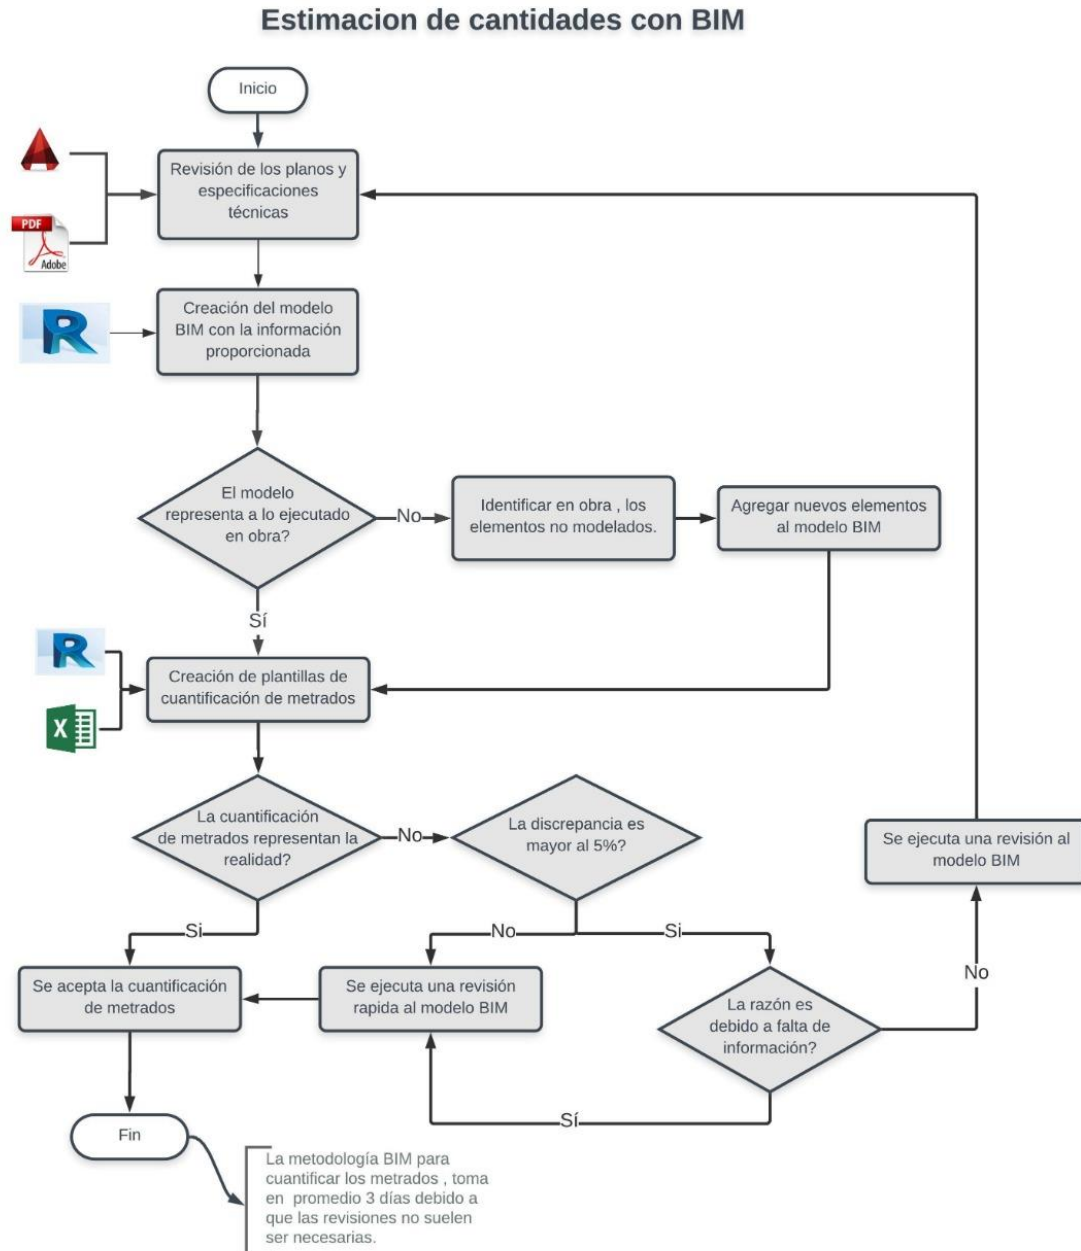 Estimacion de cantidades con BIM
Inicio
Revisión de los planos y
especificaciones
técnicas
PDF
Adobe
Creación del modelo
BIM con la información
proporcionada
R
El modelo
representa a lo ejecutado
en obra?
No
Identificar en obra , los
elementos no modelados.
Agregar nuevos elementos
al modelo BIM
Sí
R
X
Creación de plantillas de
cuantificación de metrados
La cuantificación
de metrados representan la
realidad?
No
La discrepancia es
mayor al 5%?
Se ejecuta una revisión al
modelo BIM
Si
No
Si
No
Se acepta la cuantificación
de metrados
Se ejecuta una revisión
rapida al modelo BIM
La razón es
debido a falta de
información?
Sí
Fin
La metodología BIM para
cuantificar los metrados , toma
en promedio 3 días debido a
que las revisiones no suelen
ser necesarias.